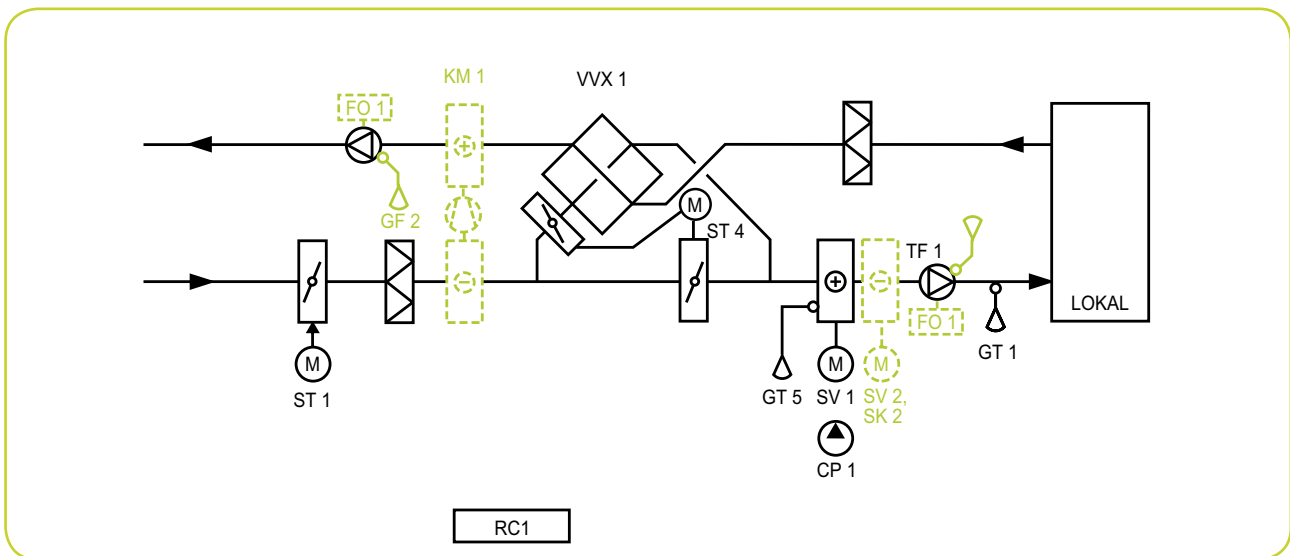 KM 1
VVX 1
FO 1
GF 2
M
ST 4
TF 1
FO 1
LOKAL
GT 1
M
ST 1
GT 5
M
SV 1
M
SV 2,
SK 2
CP 1
RC1